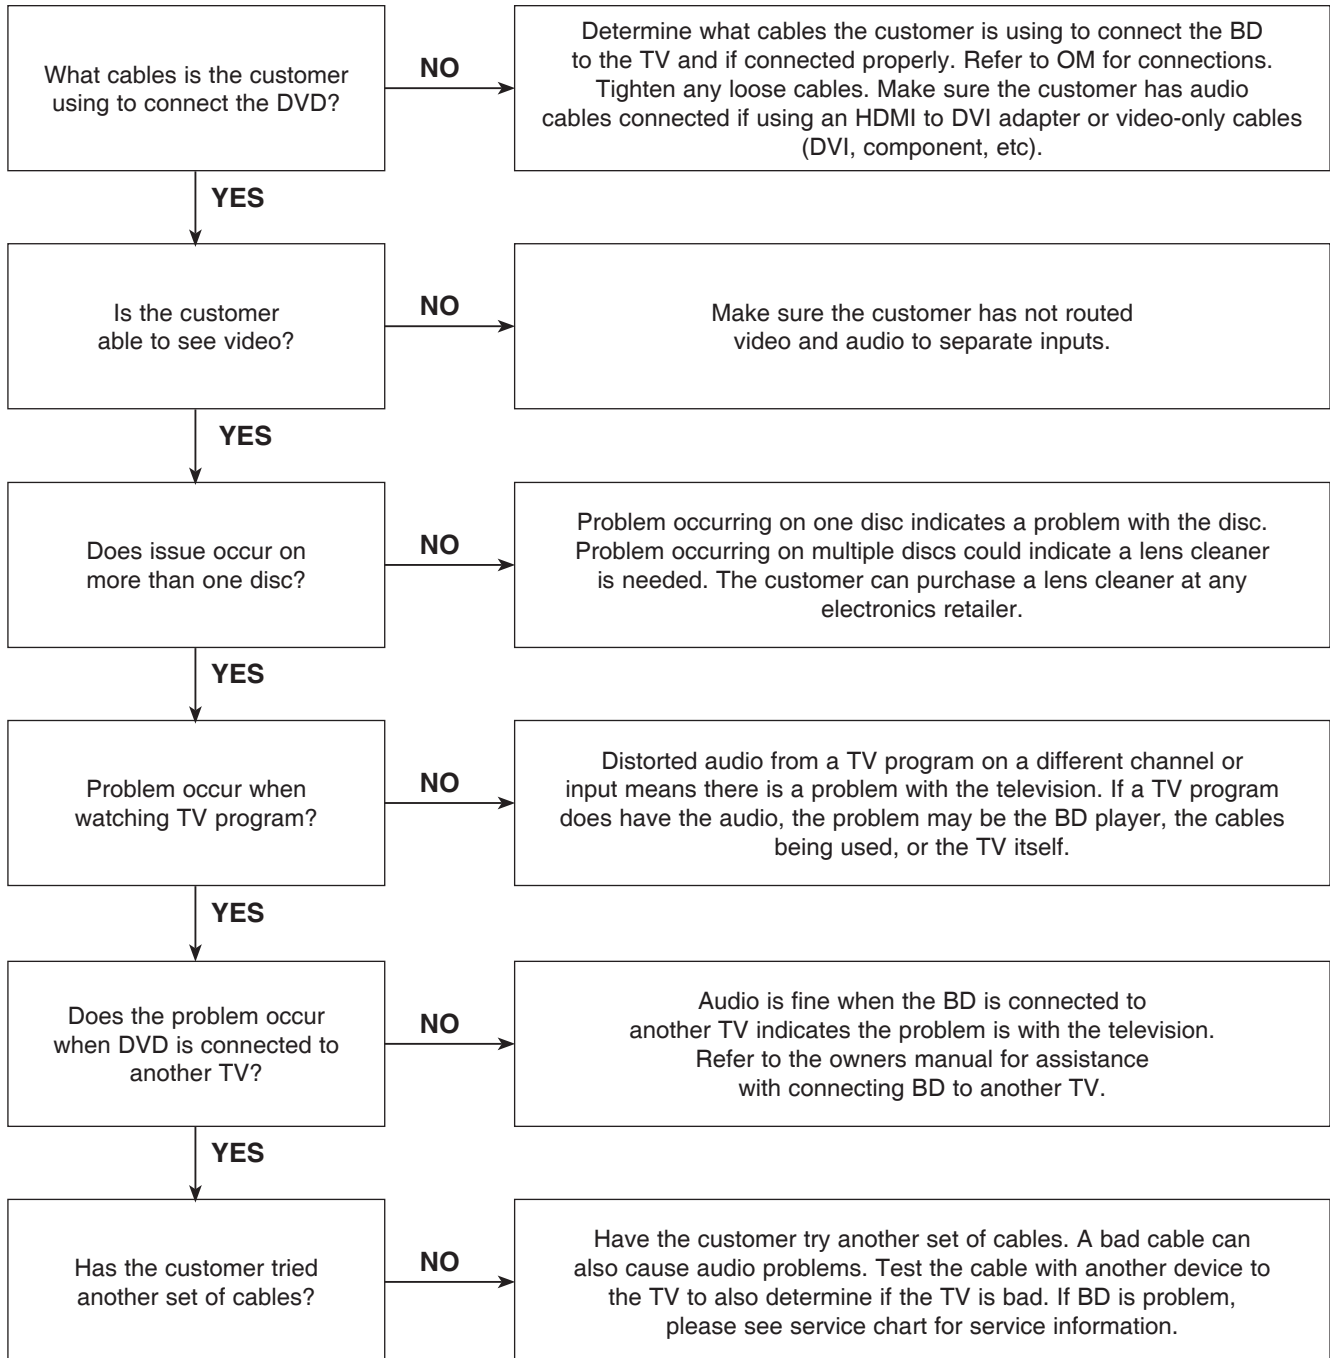 What cables is the customer
using to connect the DVD?
NO
Determine what cables the customer is using to connect the BD
to the TV and if connected properly. Refer to OM for connections.
Tighten any loose cables. Make sure the customer has audio
cables connected if using an HDMI to DVI adapter or video-only cables
(DVI, component, etc).
YES
Is the customer
able to see video?
NO
Make sure the customer has not routed
video and audio to separate inputs.
YES
Does issue occur on
more than one disc?
NO
Problem occurring on one disc indicates a problem with the disc.
Problem occurring on multiple discs could indicate a lens cleaner
is needed. The customer can purchase a lens cleaner at any
electronics retailer.
YES
Problem occur when
watching TV program?
NO
Distorted audio from a TV program on a different channel or
input means there is a problem with the television. If a TV program
does have the audio, the problem may be the BD player, the cables
being used, or the TV itself.
YES
Does the problem occur
when DVD is connected to
another TV?
NO
Audio is fine when the BD is connected to
another TV indicates the problem is with the television.
Refer to the owners manual for assistance
with connecting BD to another TV.
YES
Has the customer tried
another set of cables?
NO
Have the customer try another set of cables. A bad cable can
also cause audio problems. Test the cable with another device to
the TV to also determine if the TV is bad. If BD is problem,
please see service chart for service information.